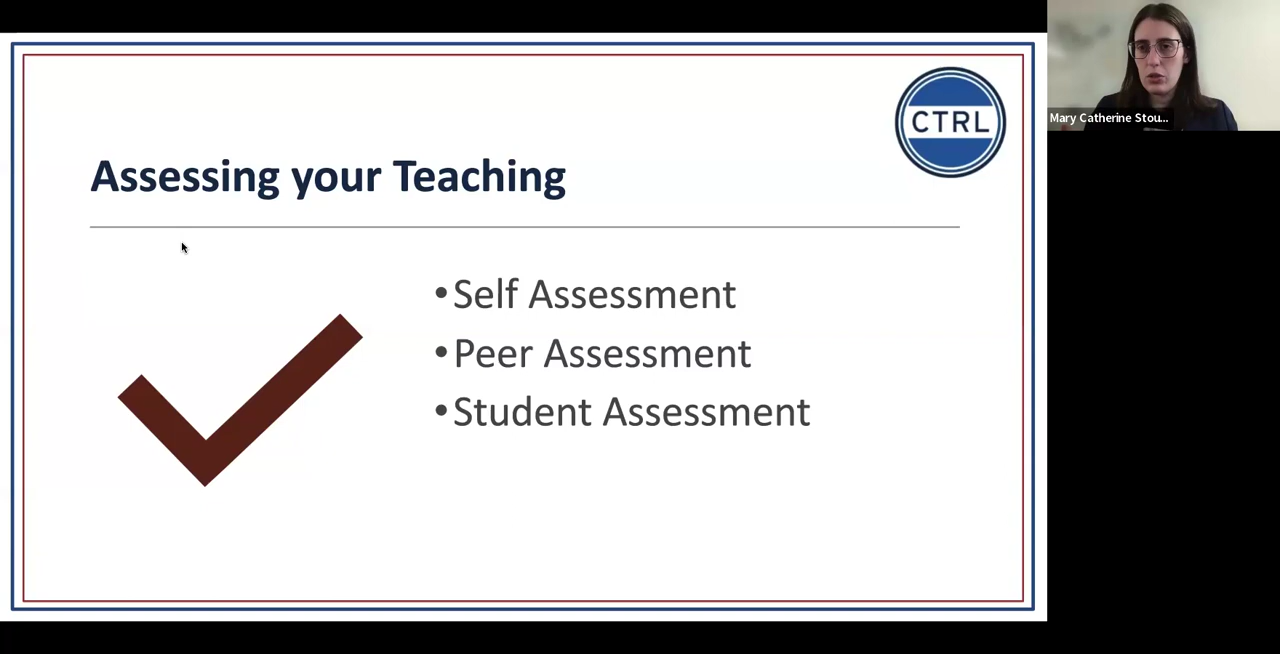 CTRL
Assessing your Teaching
•Self Assessment
•Peer Assessment
•Student Assessment
Mary Catherine Stou...